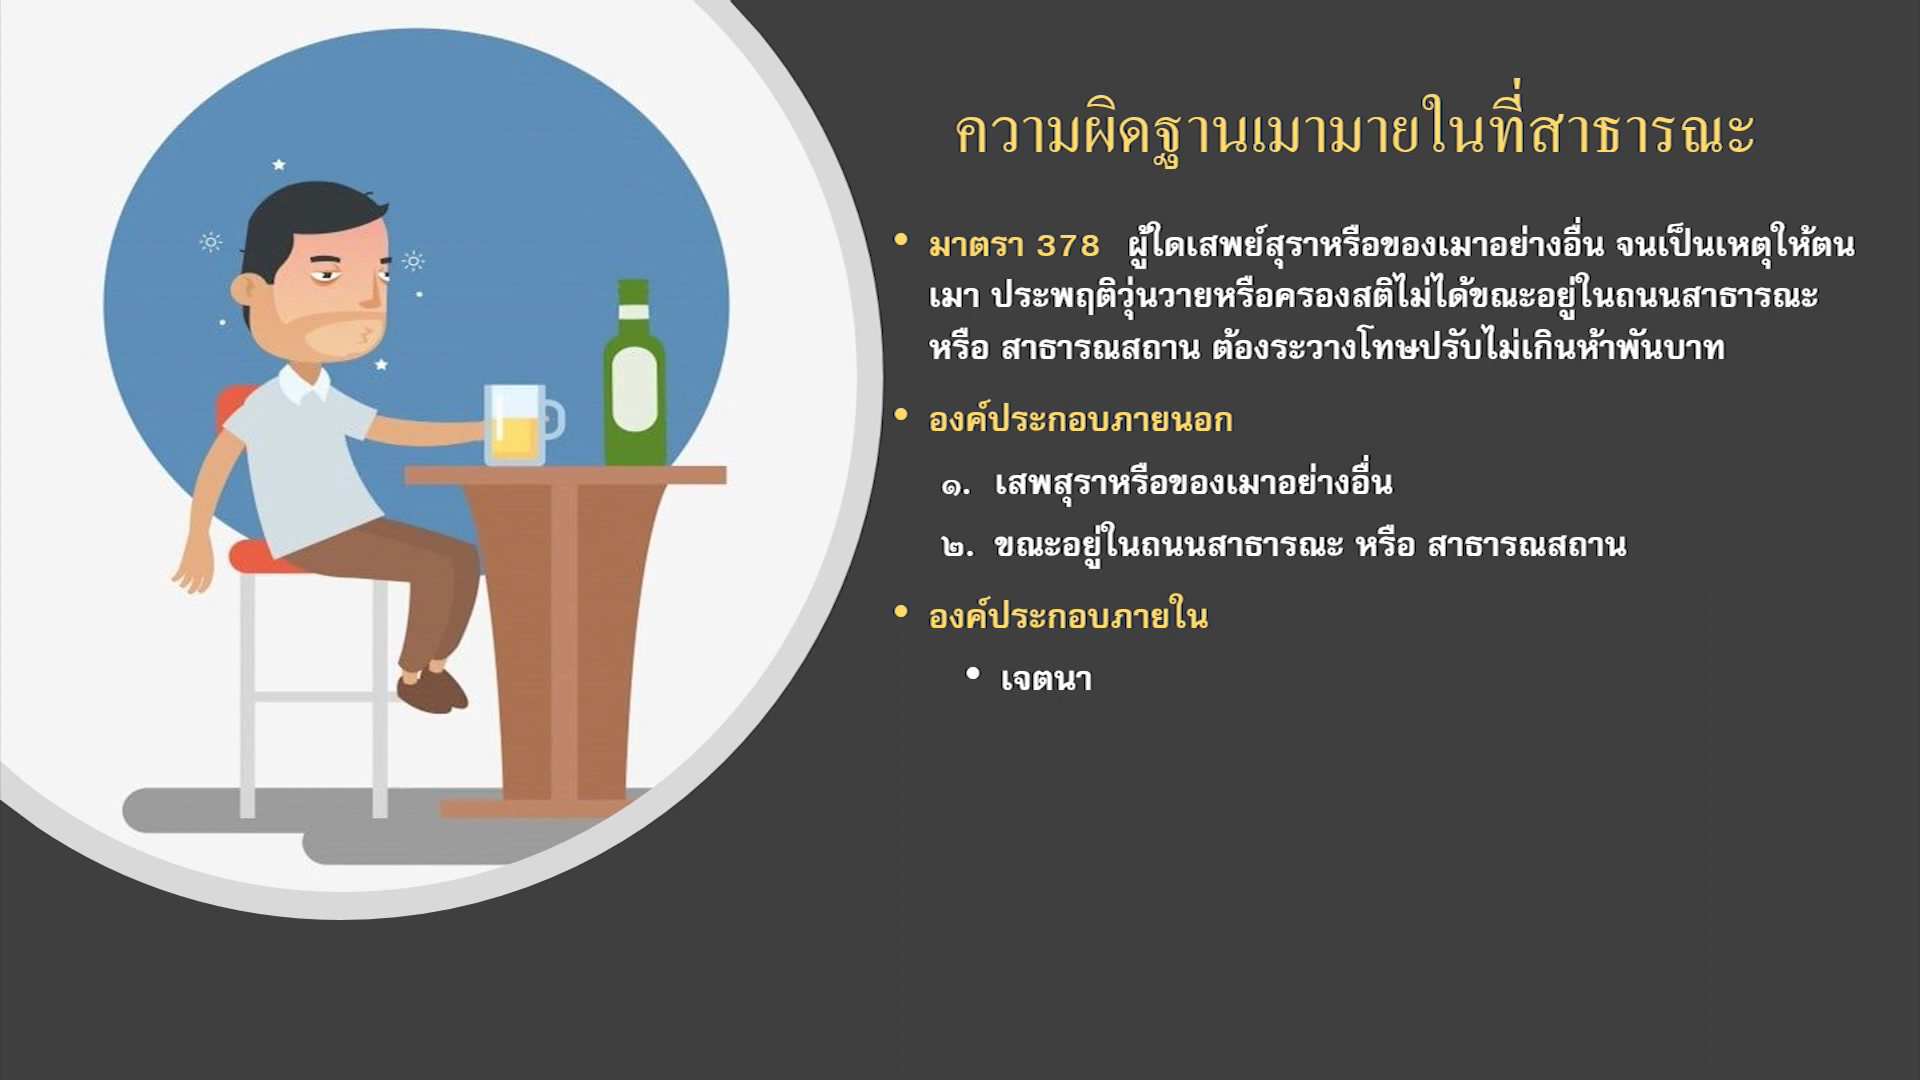 ความผิดฐานเมามายในที่สาธารณะ
• มาตรา 378 ผู้ใดเสพย์สุราหรือของเมาอย่างอื่น จนเป็นเหตุให้ตน
เมา ประพฤติวุ่นวายหรือครองสติไม่ได้ขณะอยู่ในถนนสาธารณะ
หรือ สาธารณสถาน ต้องระวางโทษปรับไม่เกินห้าพันบาท
• องค์ประกอบภายนอก
๑. เสพสุราหรือของเมาอย่างอื่น
๒. ขณะอยู่ในถนนสาธารณะ หรือ สาธารณสถาน
• องค์ประกอบภายใน
• เจตนา